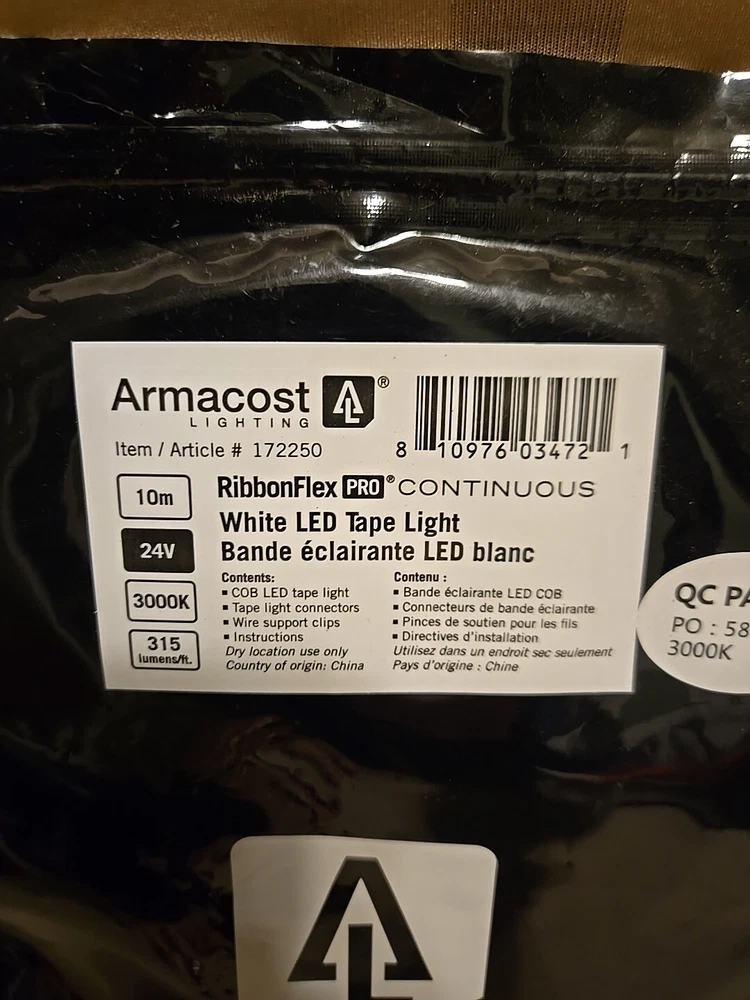 Armacost
LIGHTING
®
Item / Article # 172250
8 10976 03472 1
10m
24V
3000K
315
lumens/ft.
RibbonFlex PRO® CONTINUOUS
White LED Tape Light
Bande éclairante LED blanc
Contents:
▪ COB LED tape light
▪ Tape light connectors
▪ Wire support clips
▪ Instructions
Dry location use only
Country of origin: China
Contenu :
▪ Bande éclairante LED COB
▪ Connecteurs de bande éclairante
▪ Pinces de soutien pour les fils
▪ Directives d'installation
Utilisez dans un endroit sec seulement
Pays d'origine : Chine
QC PA
PO : 58
3000K